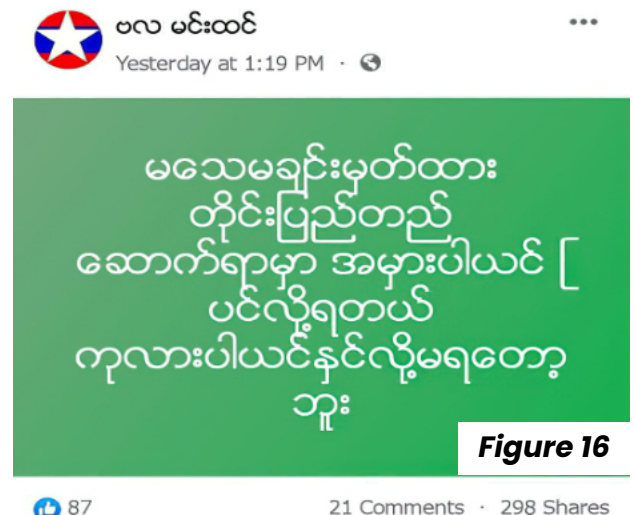 ဗလ မင်းထင်
Yesterday at 1:19 PM ·
မသေမချင်းမှတ်ထား
တိုင်းပြည်တည်
ဆောက်ရာမှာ အမှားပါယင် [
ပင်လို့ရတယ်
ကုလားပါယင်နှင်လို့မရတော့
ဘူး
Figure 16
87
21 Comments · 298 Shares